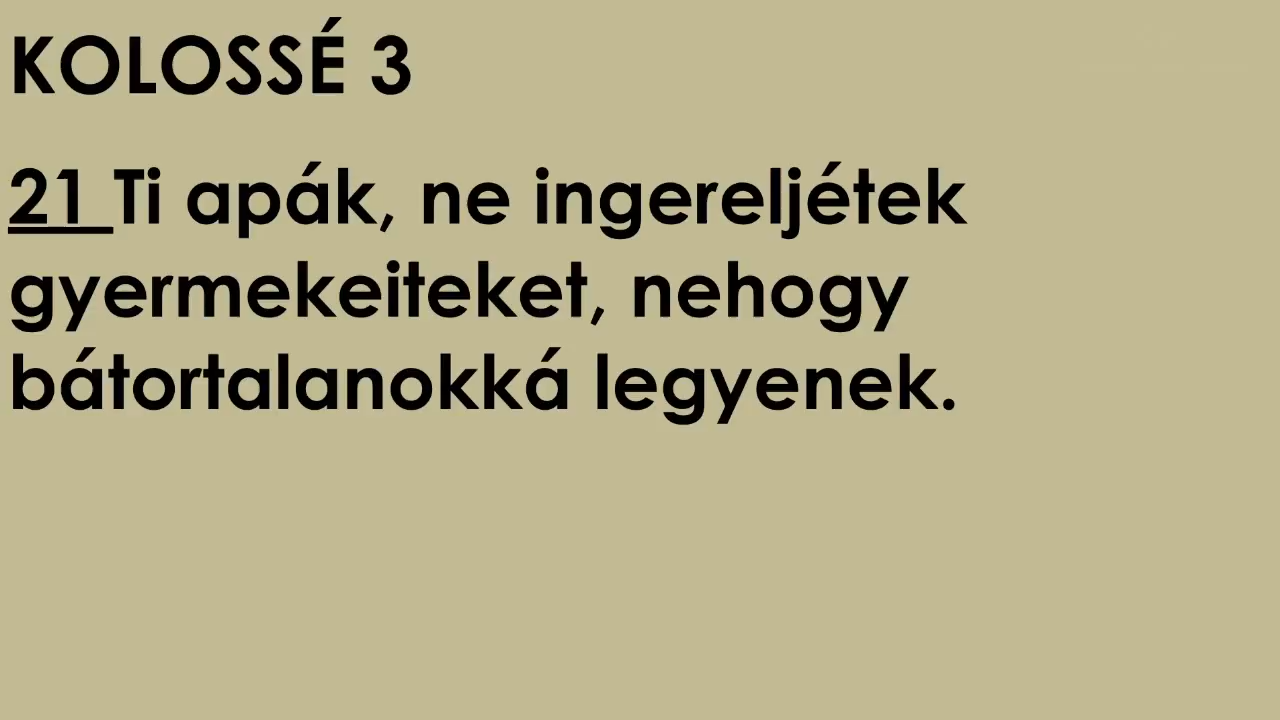 KOLOSSÉ 3
21 Ti apák, ne ingereljétek
gyermekeiteket, nehogy
bátortalanokká legyenek.